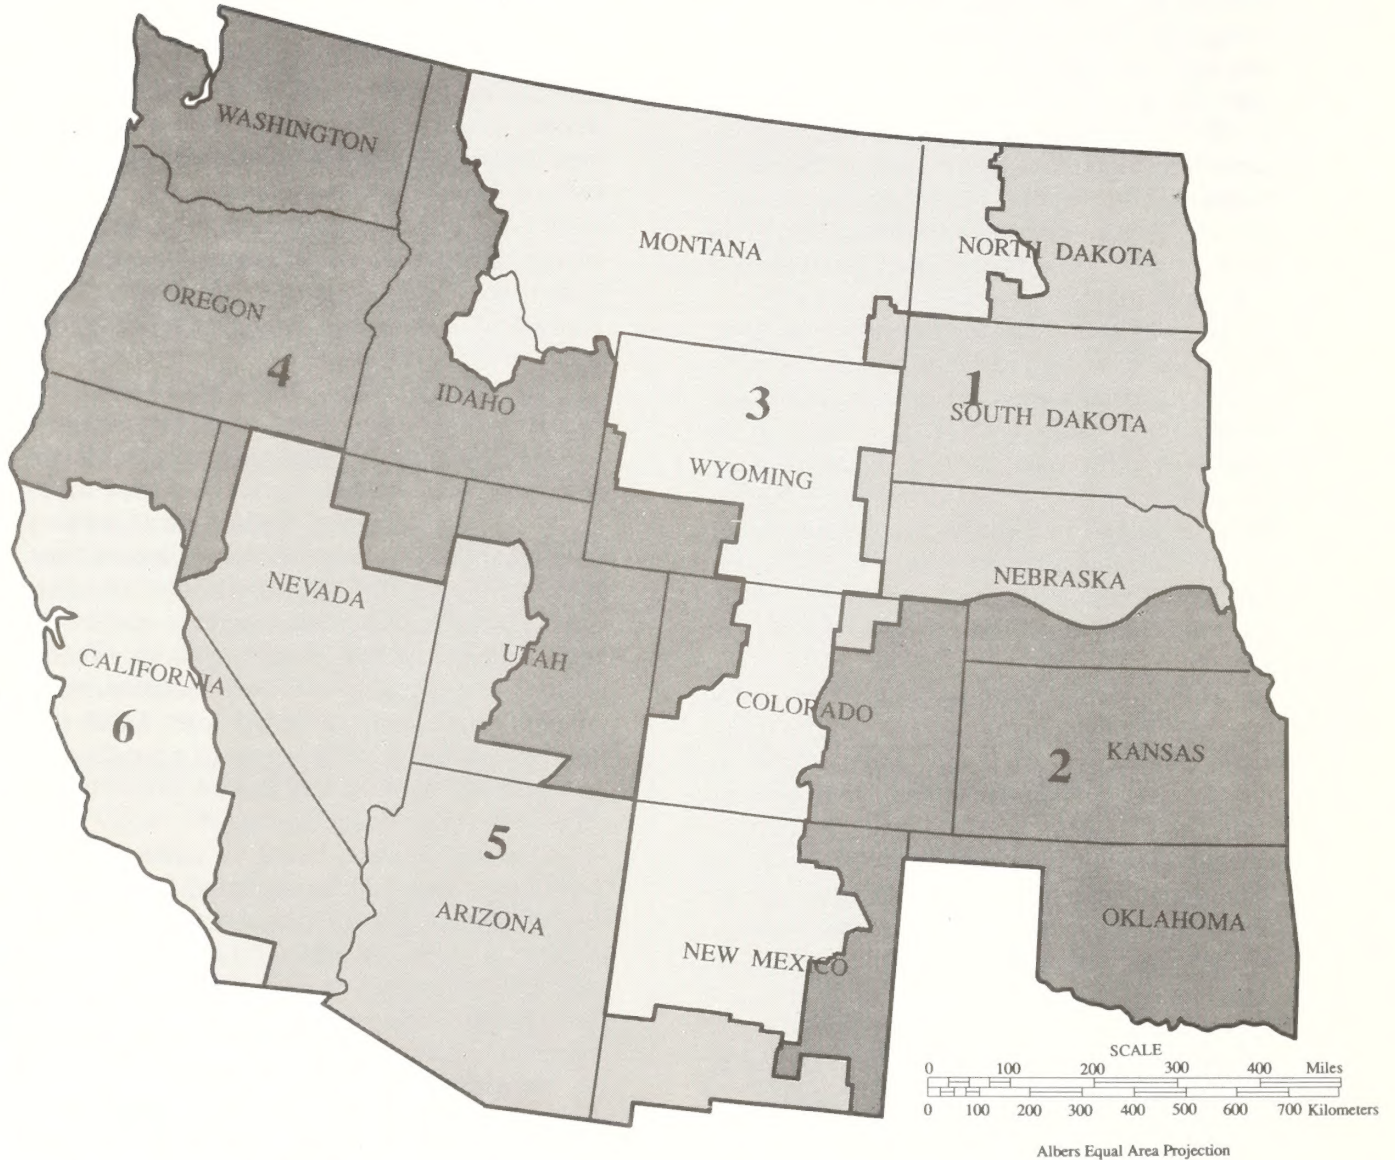 WASHINGTON
MONTANA
NORTH DAKOTA
OREGON
4
IDAHO
3
1
SOUTH DAKOTA
WYOMING
NEVADA
NEBRASKA
UTAH
CALIFORNIA
6
COLORADO
2
KANSAS
5
ARIZONA
NEW MEXICO
OKLAHOMA
SCALE
0 100 200 300 400 Miles
0 100 200 300 400 500 600 700 Kilometers
Albers Equal Area Projection